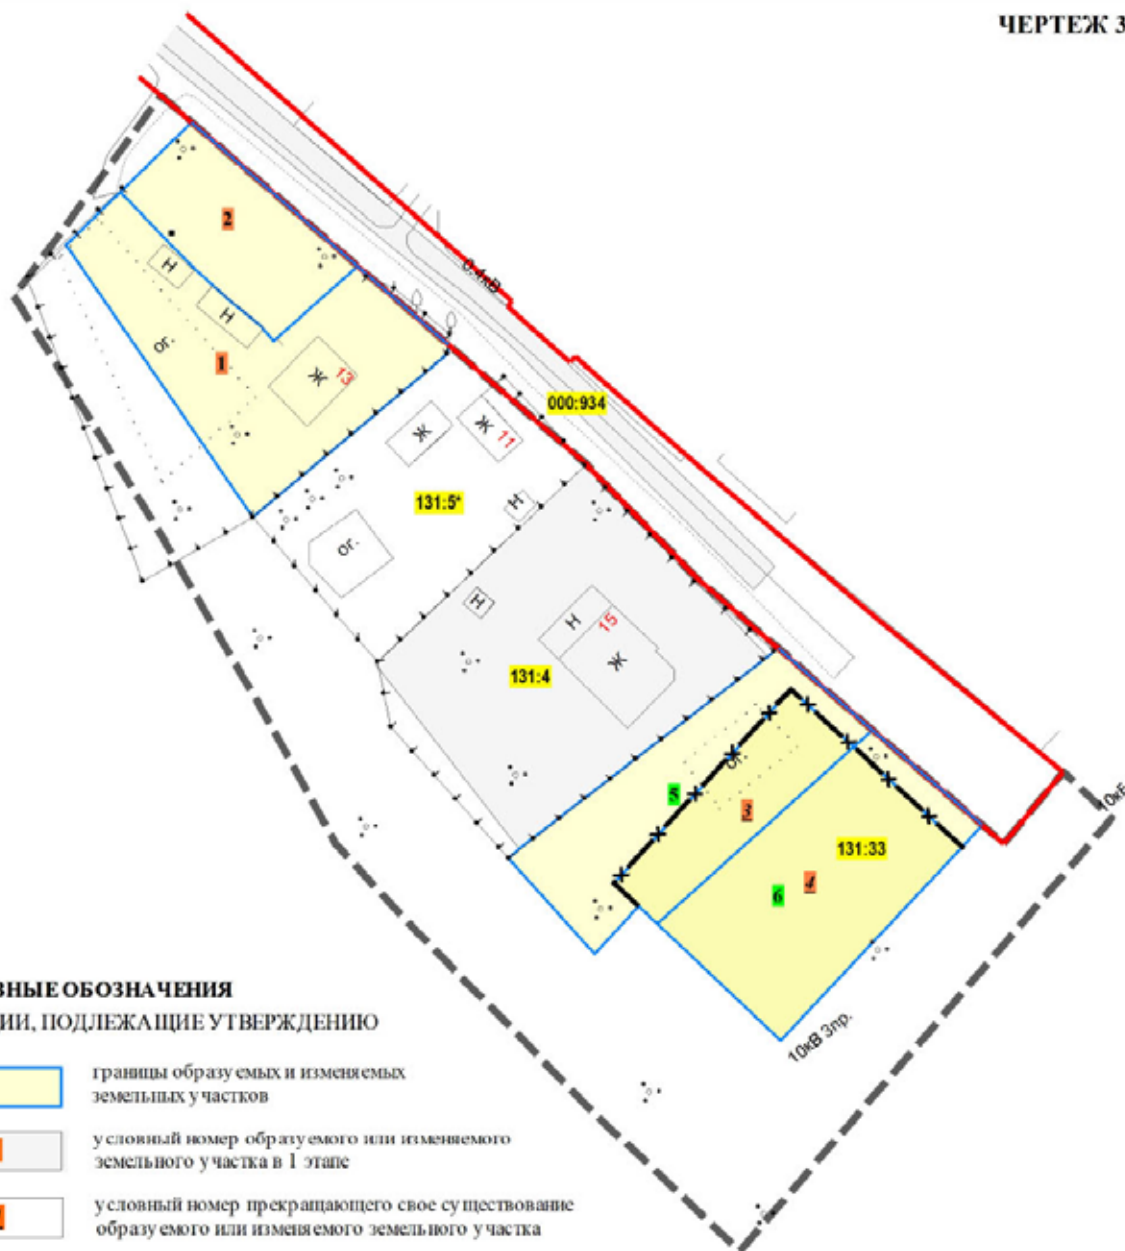 ЧЕРТЕЖ 3
2
0.4кВ
Н
Н
ог.
1
Ж
13
000:934
Ж
Ж
11
131:5*
Н
ог.
Н
Н
15
Ж
131:4
ог.
5
3
131:33
6
4
10кВ 3пр.
ВНЫЕ ОБОЗНАЧЕНИЯ
ИИ, ПОДЛЕЖАЩИЕ УТВЕРЖДЕНИЮ
границы образуемых и изменяемых
земельных участков
условный номер образуемого или изменяемого
земельного участка в 1 этапе
условный номер прекращающего свое существование
образуемого или изменяемого земельного участка